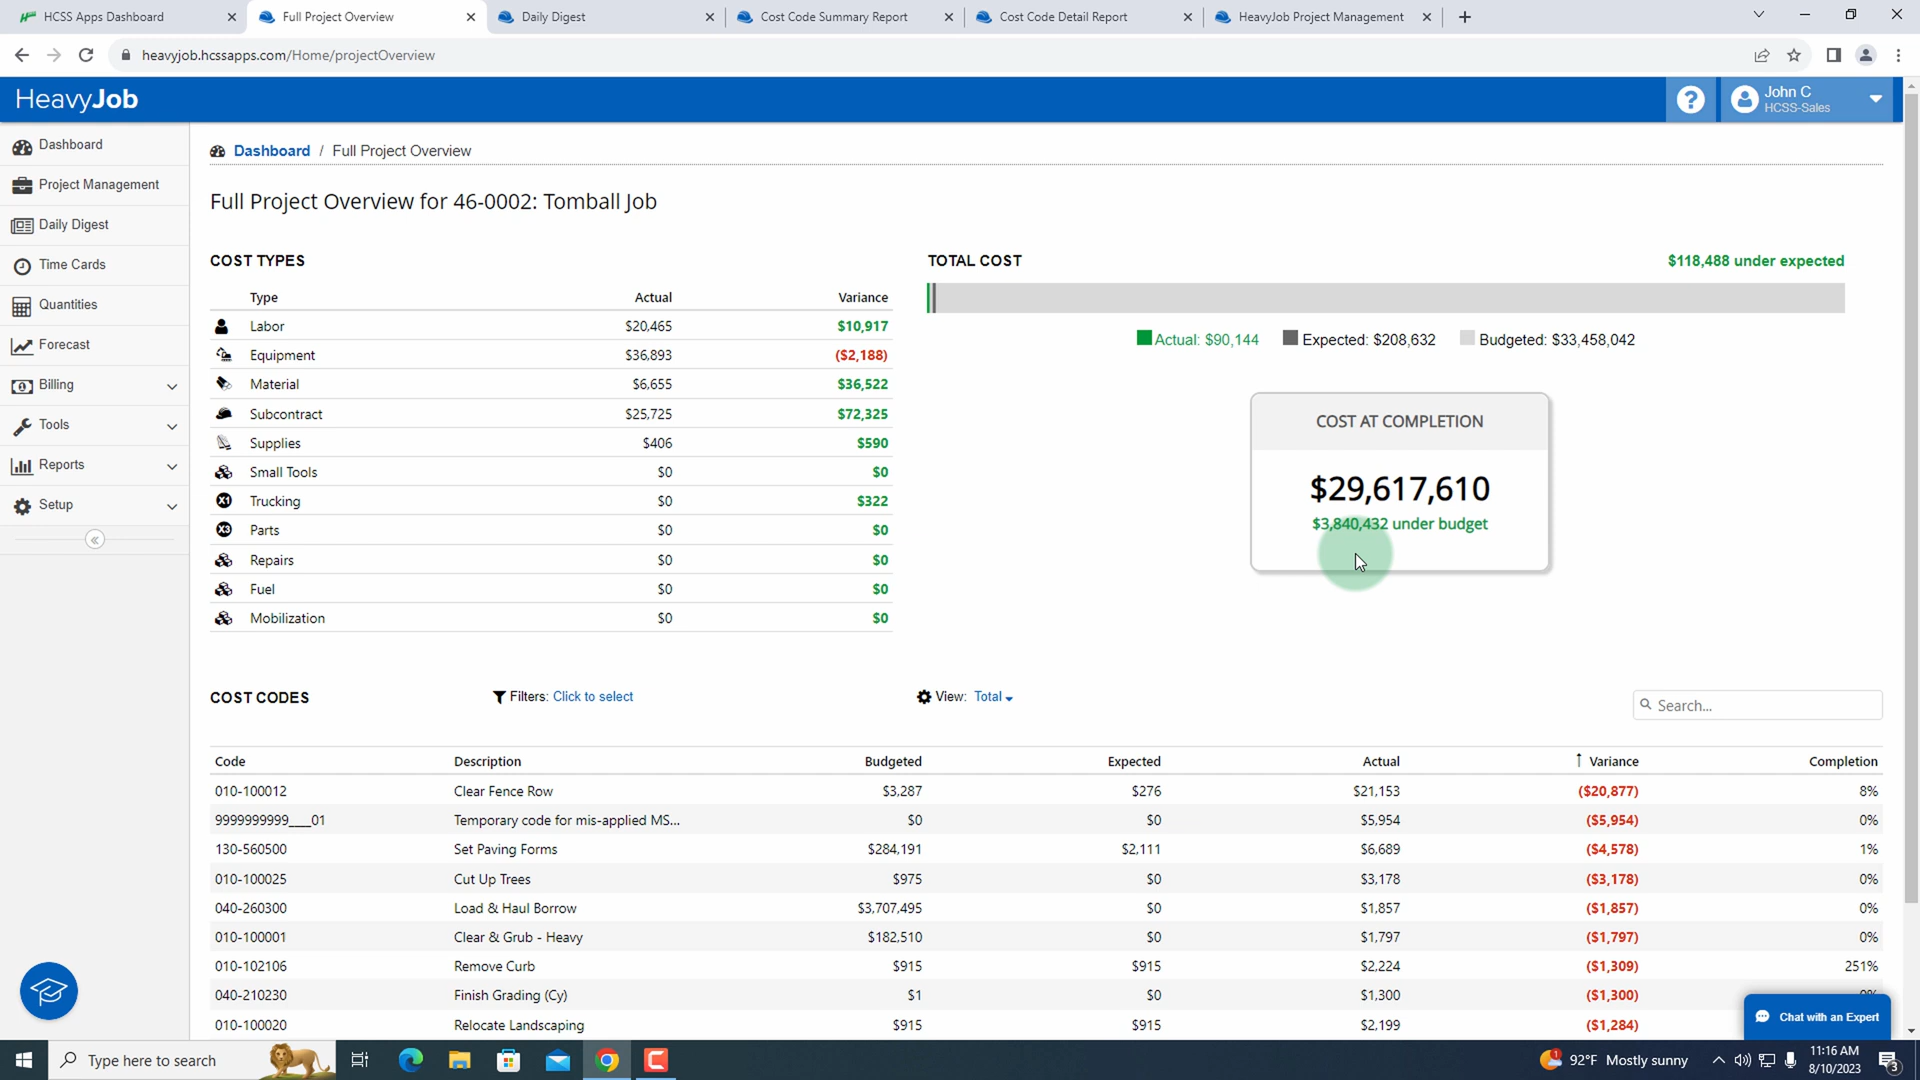 HCSS Apps Dashboard
Full Project Overview
Daily Digest
Cost Code Summary Report
Cost Code Detail Report
HeavyJob Project Management
heavyjob.hcssapps.com/Home/projectOverview
HeavyJob
John C
HCSS-Sales
Dashboard
Project Management
Daily Digest
Time Cards
Quantities
Forecast
Billing
Tools
Reports
Setup
Dashboard / Full Project Overview
Full Project Overview for 46-0002: Tomball Job
COST TYPES
Type Actual Variance
Labor $20,465 $10,917
Equipment $36,893 ($2,188)
Material $6,655 $36,522
Subcontract $25,725 $72,325
Supplies $406 $590
Small Tools $0 $0
X1 Trucking $0 $322
X3 Parts $0 $0
Repairs $0 $0
Fuel $0 $0
Mobilization $0 $0
TOTAL COST $118,488 under expected
Actual: $90,144 Expected: $208,632 Budgeted: $33,458,042
COST AT COMPLETION
$29,617,610
$3,840,432 under budget
COST CODES Filters: Click to select View: Total Search...
Code Description Budgeted Expected Actual ↑ Variance Completion
010-100012 Clear Fence Row $3,287 $276 $21,153 ($20,877) 8%
9999999999___01 Temporary code for mis-applied MS... $0 $0 $5,954 ($5,954) 0%
130-560500 Set Paving Forms $284,191 $2,111 $6,689 ($4,578) 1%
010-100025 Cut Up Trees $975 $0 $3,178 ($3,178) 0%
040-260300 Load & Haul Borrow $3,707,495 $0 $1,857 ($1,857) 0%
010-100001 Clear & Grub - Heavy $182,510 $0 $1,797 ($1,797) 0%
010-102106 Remove Curb $915 $915 $2,224 ($1,309) 251%
040-210230 Finish Grading (Cy) $1 $0 $1,300 ($1,300)
010-100020 Relocate Landscaping $915 $915 $2,199 ($1,284)
Chat with an Expert
Type here to search
92°F Mostly sunny
11:16 AM
8/10/2023
3